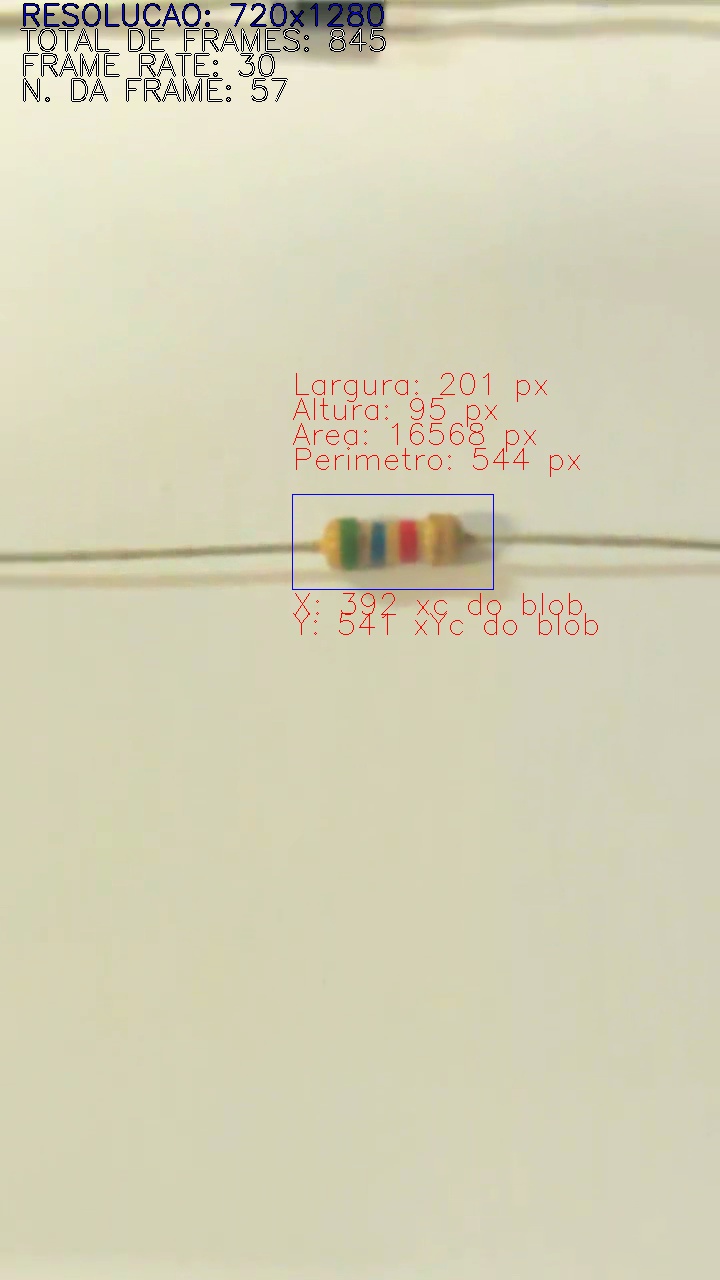 RESOLUCAO: 720x1280
TOTAL DE FRAMES: 845
FRAME RATE: 30
N. DA FRAME: 57
Largura: 201 px
Altura: 95 px
Area: 16568 px
Perimetro: 544 px
X: 392 xc do blob
Y: 541 xYc do blob